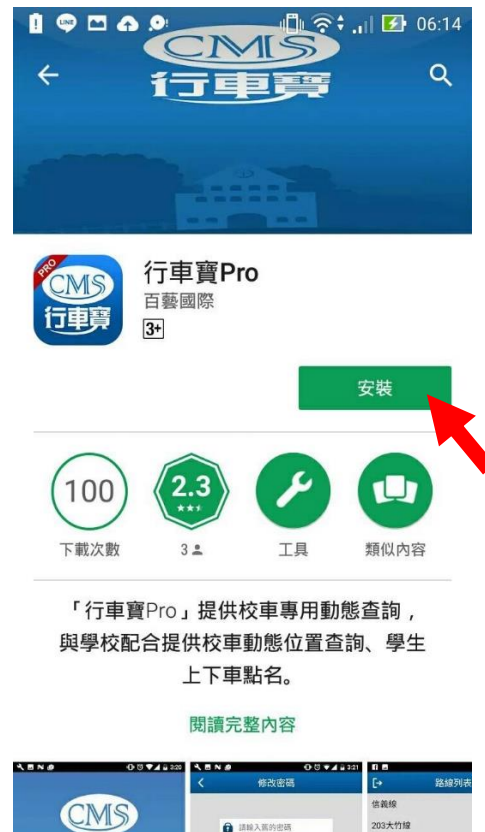 LINE
06:14
CMS
行車寶
PRO
CMS
行車寶
行車寶Pro
百藝國際
3+
安裝
100
2.3
下載次數
3
工具
類似內容
「行車寶Pro」提供校車專用動態查詢，
與學校配合提供校車動態位置查詢、學生
上下車點名。
閱讀完整內容
3:20
3:21
修改密碼
路線列表
CMS
請輸入舊的密碼
信義線
203大竹線